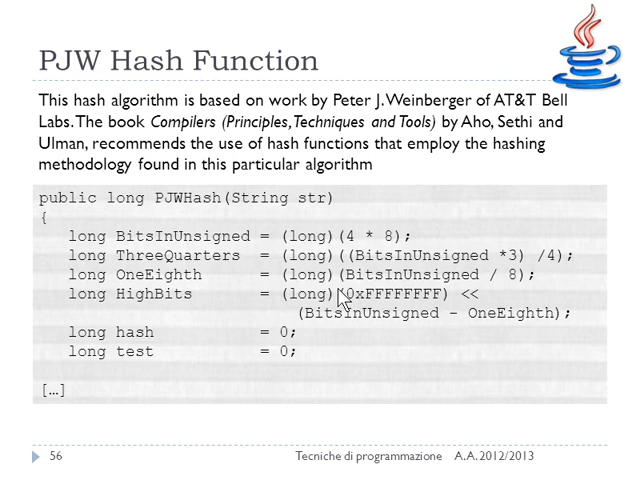 PJW Hash Function
This hash algorithm is based on work by Peter J. Weinberger of AT&T Bell
Labs. The book Compilers (Principles, Techniques and Tools) by Aho, Sethi and
Ulman, recommends the use of hash functions that employ the hashing
methodology found in this particular algorithm
public long PJWHash(String str)
{
long BitsInUnsigned = (long)(4 * 8);
long ThreeQuarters = (long)((BitsInUnsigned *3) /4);
long OneEighth = (long)(BitsInUnsigned / 8);
long HighBits = (long)(0xFFFFFFFF) <<
(BitsInUnsigned - OneEighth);
long hash = 0;
long test = 0;
[…]
56 Tecniche di programmazione A.A. 2012/2013